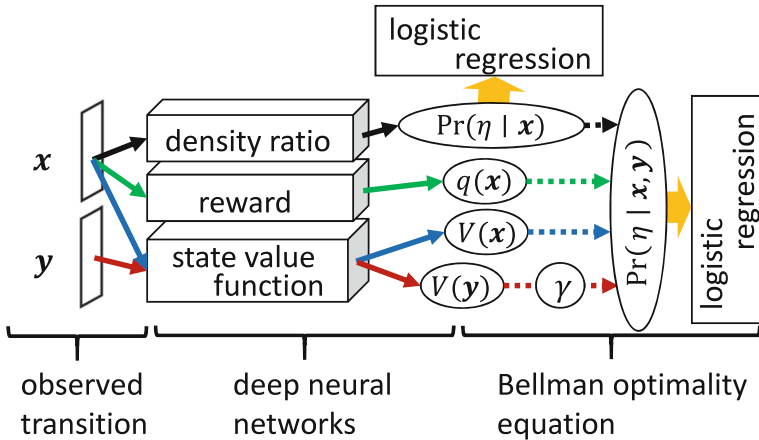 logistic
regression
x
density ratio
Pr(η | x)
reward
q(x)
V(x)
y
state value
function
V(y)
γ
Pr( η | x, y)
logistic
regression
observed
transition
deep neural
networks
Bellman optimality
equation